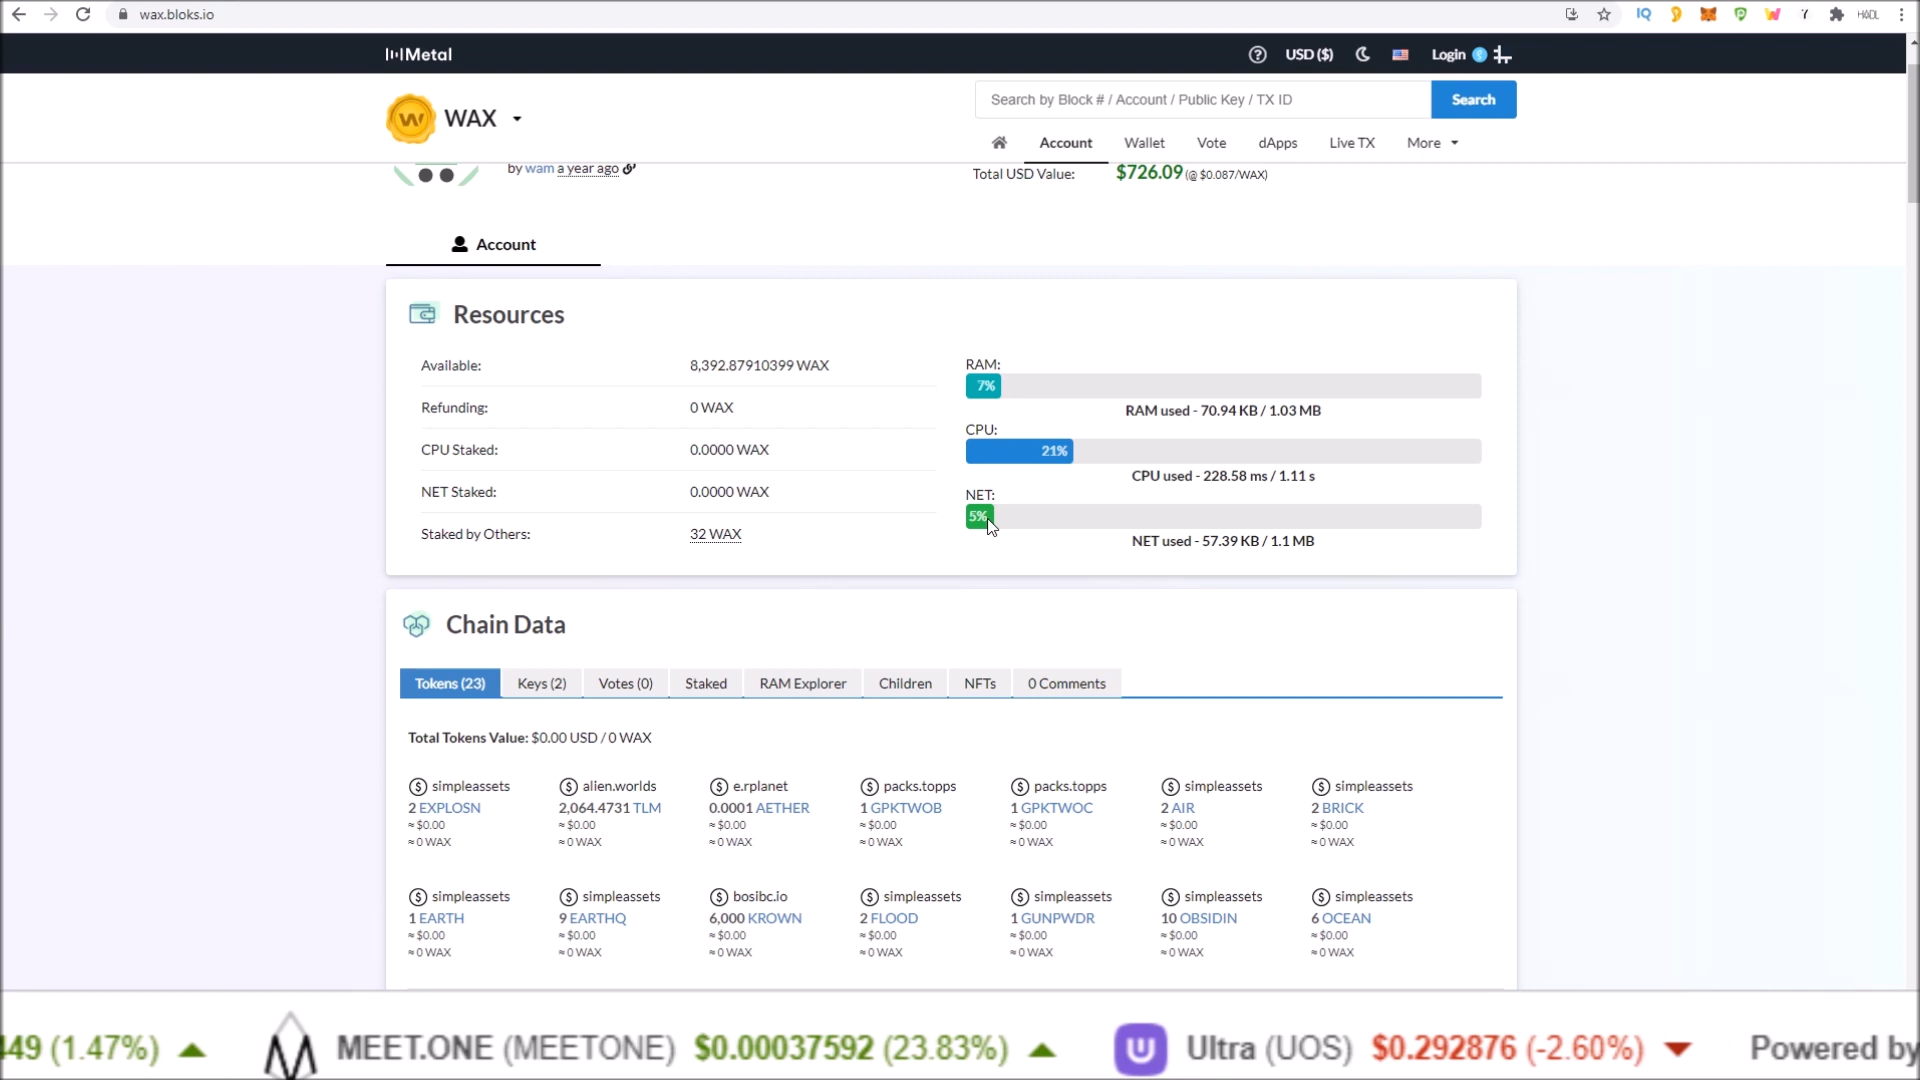 wax.bloks.io
Metal
USD ($)
Login
WAX
Search by Block # / Account / Public Key / TX ID
Search
Account
Wallet
Vote
dApps
Live TX
More
by wam a year ago
Total USD Value: $726.09 (@ $0.087/WAX)
Account
Resources
Available: 8,392.87910399 WAX
Refunding: 0 WAX
CPU Staked: 0.0000 WAX
NET Staked: 0.0000 WAX
Staked by Others: 32 WAX
RAM:
7%
RAM used - 70.94 KB / 1.03 MB
CPU:
21%
CPU used - 228.58 ms / 1.11 s
NET:
5%
NET used - 57.39 KB / 1.1 MB
Chain Data
Tokens (23)
Keys (2)
Votes (0)
Staked
RAM Explorer
Children
NFTs
0 Comments
Total Tokens Value: $0.00 USD / 0 WAX
simpleassets alien.worlds e.rplanet packs.topps packs.topps simpleassets simpleassets
2 EXPLOSN 2,064.4731 TLM 0.0001 AETHER 1 GPKTWOB 1 GPKTWOC 2 AIR 2 BRICK
≈ $0.00 ≈ $0.00 ≈ $0.00 ≈ $0.00 ≈ $0.00 ≈ $0.00 ≈ $0.00
≈ 0 WAX ≈ 0 WAX ≈ 0 WAX ≈ 0 WAX ≈ 0 WAX ≈ 0 WAX ≈ 0 WAX
simpleassets simpleassets bosibc.io simpleassets simpleassets simpleassets simpleassets
1 EARTH 9 EARTHQ 6,000 KROWN 2 FLOOD 1 GUNPWDR 10 OBSIDIN 6 OCEAN
≈ $0.00 ≈ $0.00 ≈ $0.00 ≈ $0.00 ≈ $0.00 ≈ $0.00 ≈ $0.00
≈ 0 WAX ≈ 0 WAX ≈ 0 WAX ≈ 0 WAX ≈ 0 WAX ≈ 0 WAX ≈ 0 WAX
449 (1.47%) MEET.ONE (MEETONE) $0.00037592 (23.83%) Ultra (UOS) $0.292876 (-2.60%) Powered by